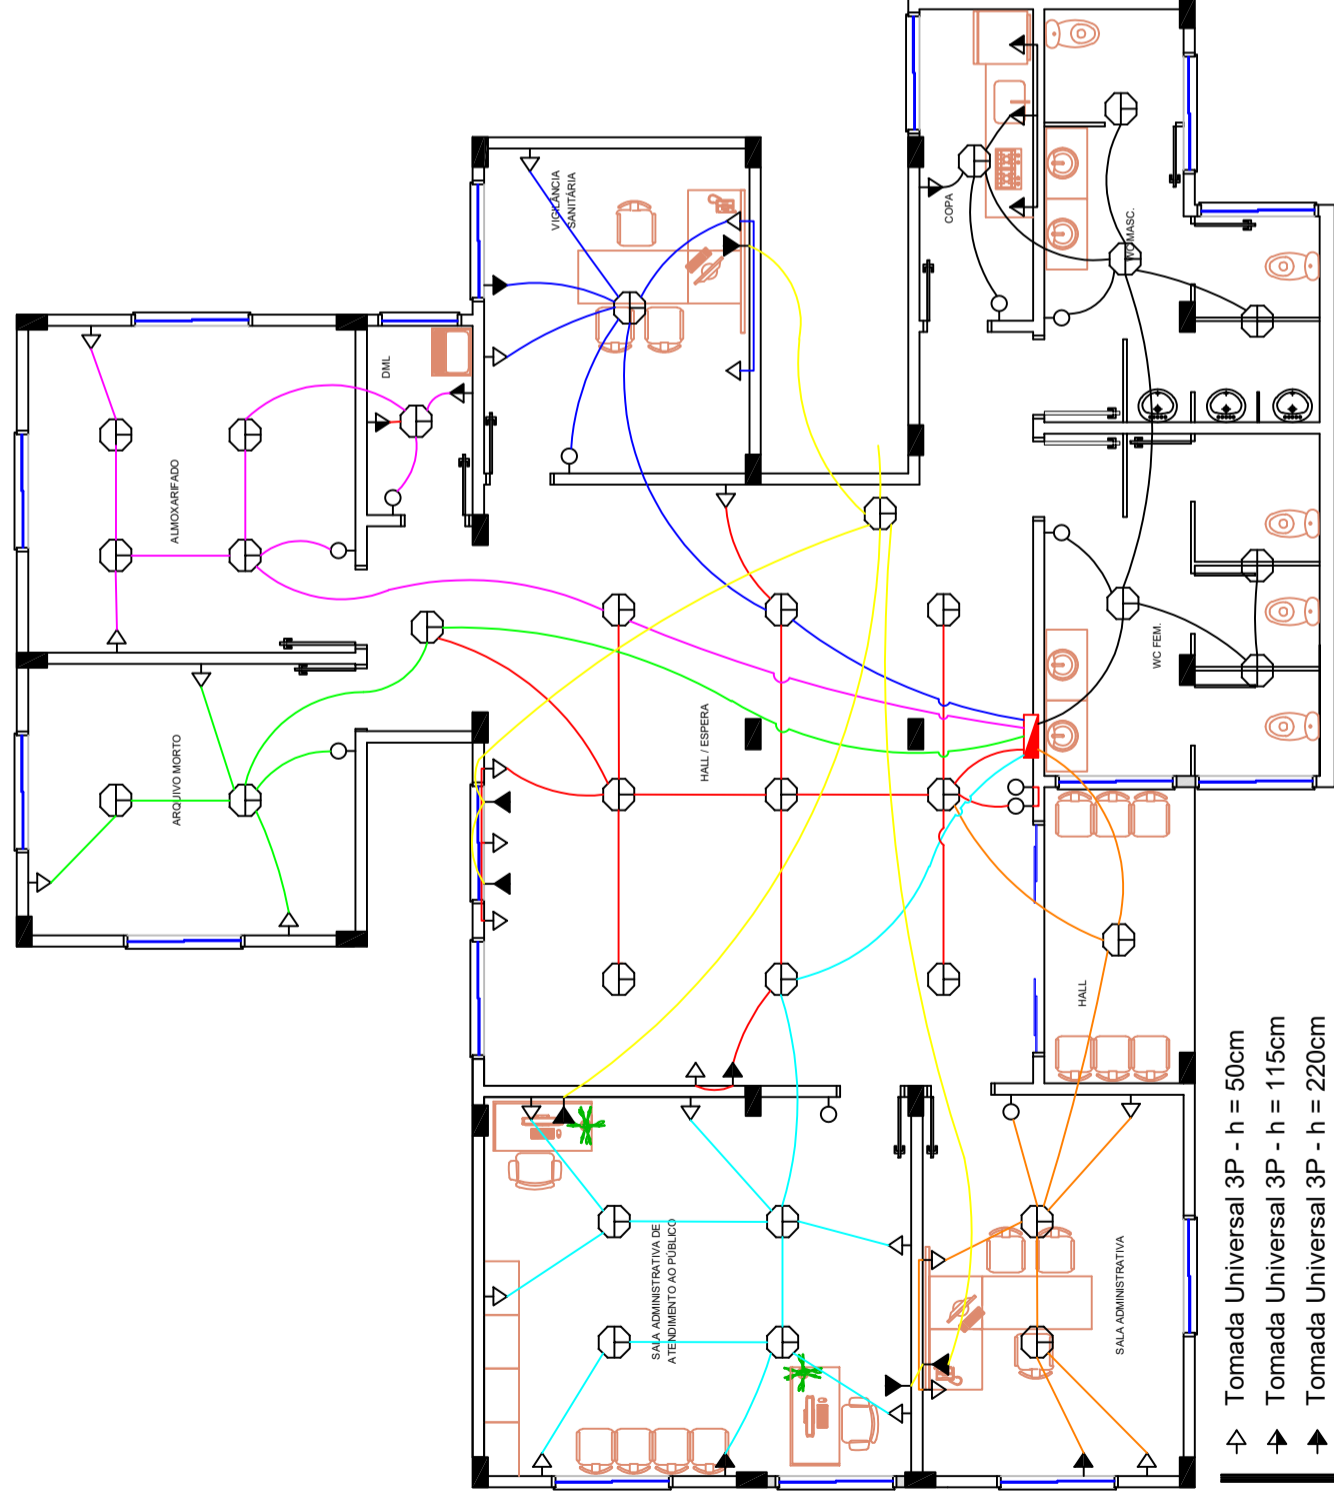 VIGILÂNCIA
SANITÁRIA
COPA
WC MASC.
DML
ALMOXARIFADO
ARQUIVO MORTO
HALL / ESPERA
WC FEM.
HALL
SALA ADMINISTRATIVA DE
ATENDIMENTO AO PÚBLICO
SALA ADMINISTRATIVA
Tomada Universal 3P - h = 50cm
Tomada Universal 3P - h = 115cm
Tomada Universal 3P - h = 220cm